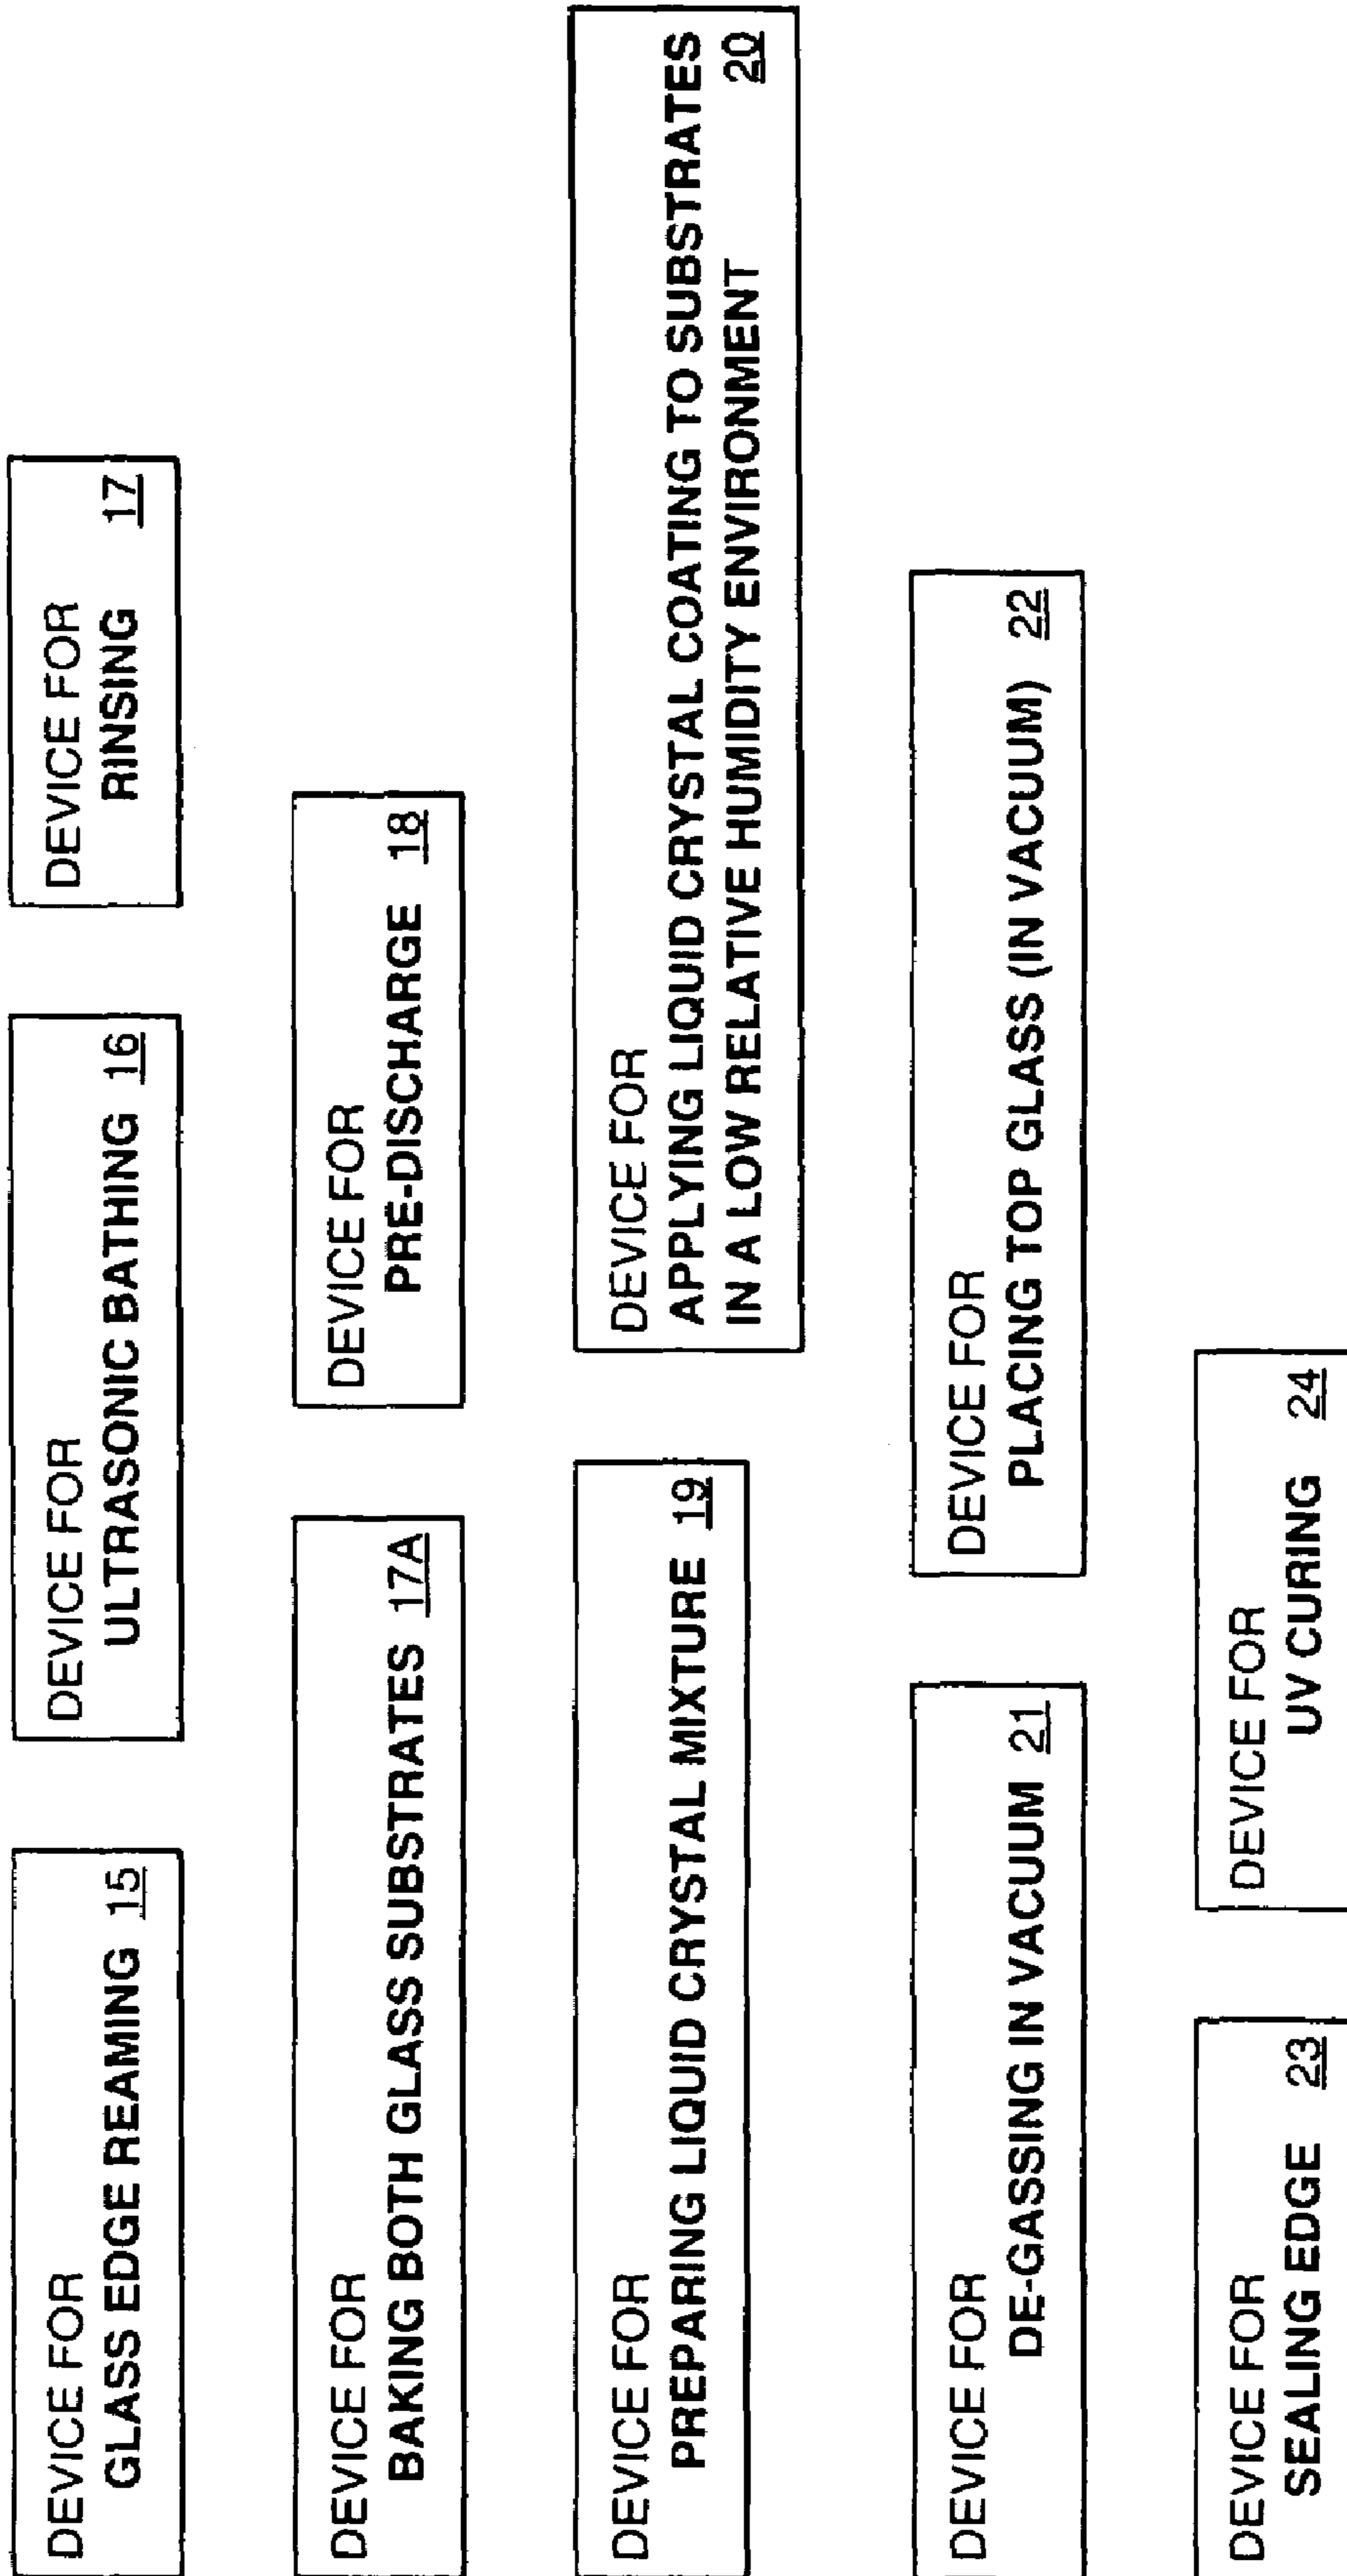 DEVICE FOR
GLASS EDGE REAMING 15
DEVICE FOR
ULTRASONIC BATHING 16
DEVICE FOR
RINSING 17
DEVICE FOR
BAKING BOTH GLASS SUBSTRATES 17A
DEVICE FOR
PRE-DISCHARGE 18
DEVICE FOR
PREPARING LIQUID CRYSTAL MIXTURE 19
DEVICE FOR
APPLYING LIQUID CRYSTAL COATING TO SUBSTRATES
IN A LOW RELATIVE HUMIDITY ENVIRONMENT 20
DEVICE FOR
DE-GASSING IN VACUUM 21
DEVICE FOR
PLACING TOP GLASS (IN VACUUM) 22
DEVICE FOR
SEALING EDGE 23
DEVICE FOR
UV CURING 24